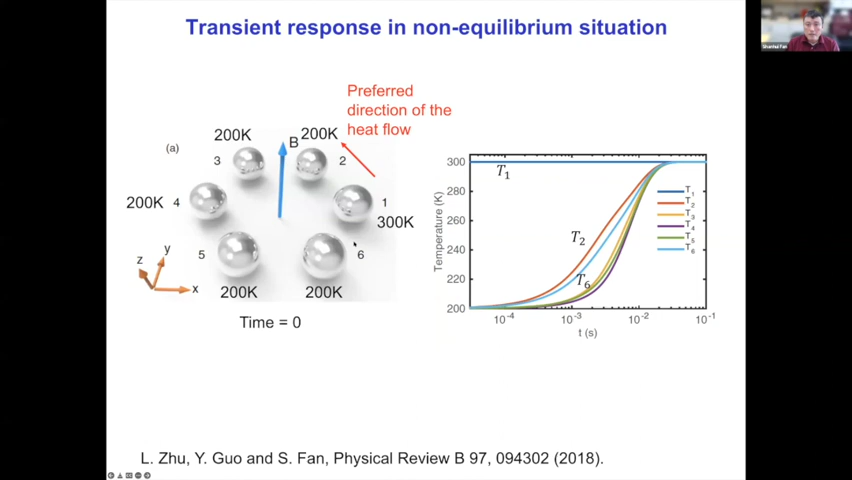 Transient response in non-equilibrium situation
Shanhui Fan
Preferred
direction of the
heat flow
(a)
200K
3
B
200K
2
200K
4
1
300K
5
6
z
y
x
200K
200K
Time = 0
Temperature (K)
300
280
260
240
220
200
T1
T2
T6
T1
T2
T3
T4
T5
T6
10-4
10-3
10-2
10-1
t (s)
L. Zhu, Y. Guo and S. Fan, Physical Review B 97, 094302 (2018).